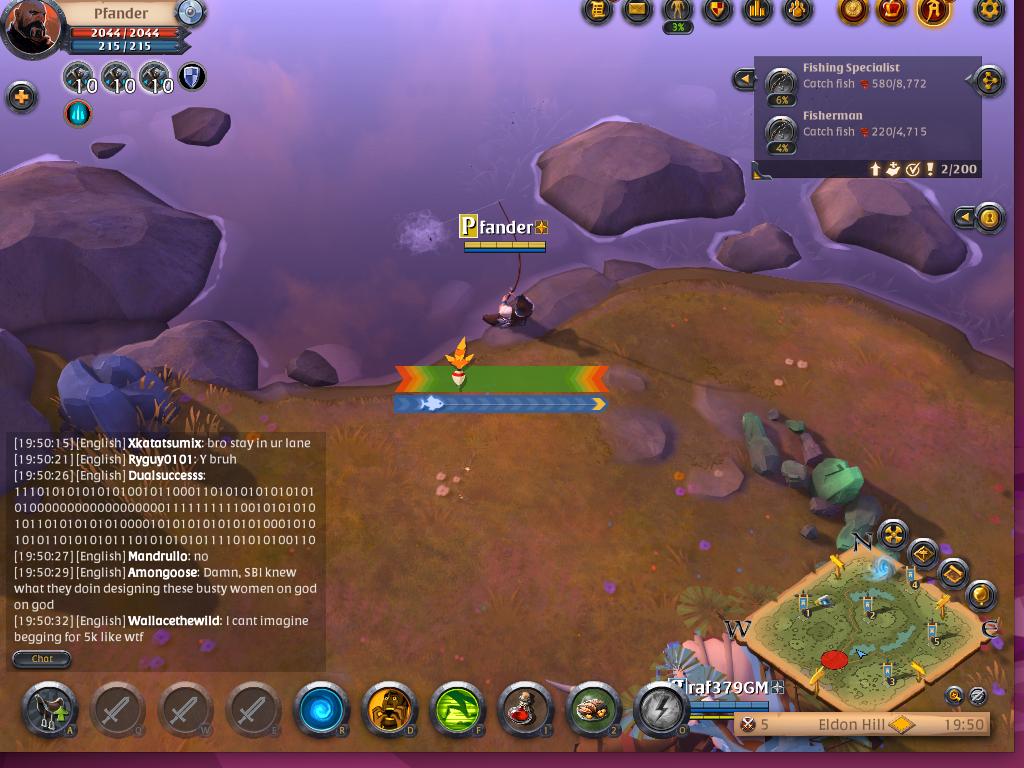 Pfander
2044/2044
215/215
10 10 10
3%
Fishing Specialist
Catch fish 580/8,772
6%
Fisherman
Catch fish 220/4,715
4%
2/200
Pfander
[19:50:15] [English] Xkatatsumix: bro stay in ur lane
[19:50:21] [English] Ryguy0101: Y bruh
[19:50:26] [English] Dualsuccesss:
[19:50:27] [English] Mandrullo: no
[19:50:29] [English] Amongoose: Damn, SBI knew
what they doin designing these busty women on god
on god
[19:50:32] [English] Wallacethewild: I cant imagine
begging for 5k like wtf
Chat
N
W
E
1
2
3
4
5
raf379GM
A Q W E R D F 1 2 O
5 Eldon Hill 19:50